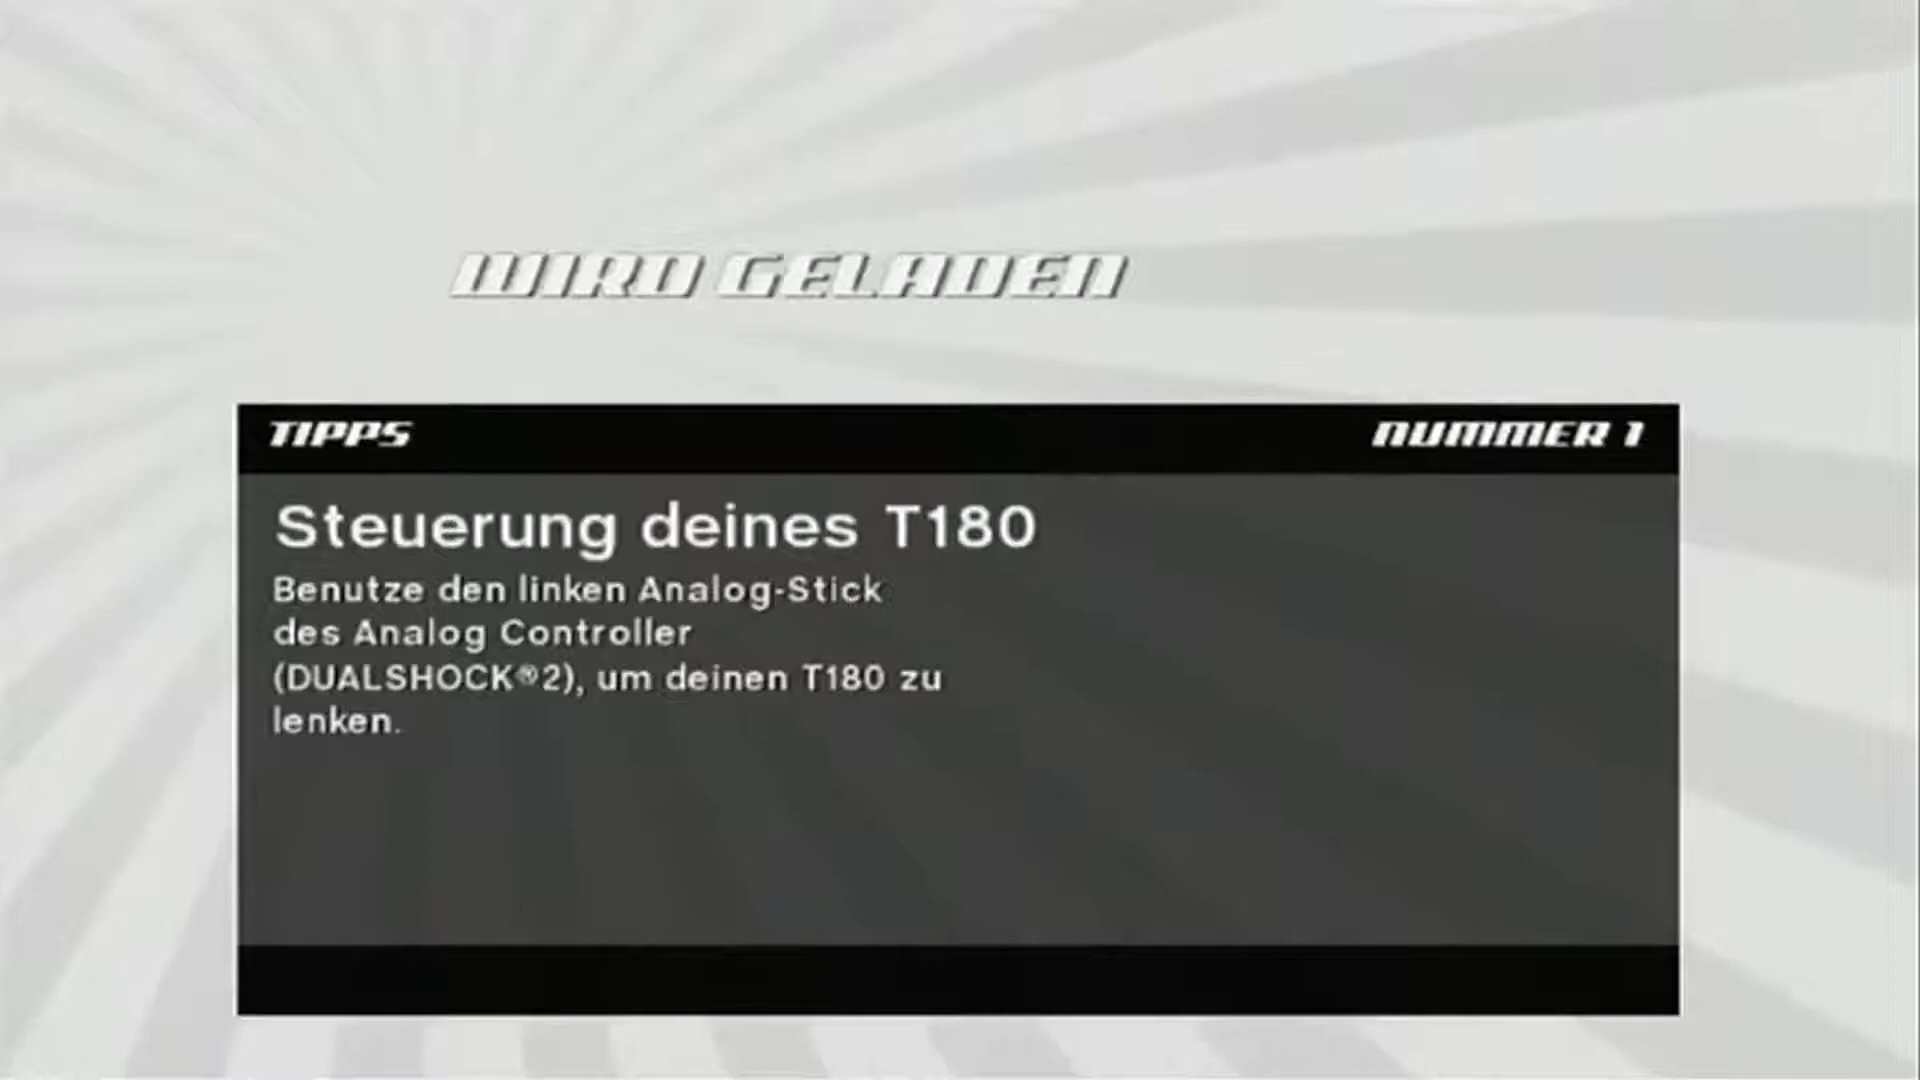 WIRD GELADEN
TIPPS
NUMMER 1
Steuerung deines T180
Benutze den linken Analog-Stick
des Analog Controller
(DUALSHOCK®2), um deinen T180 zu
lenken.